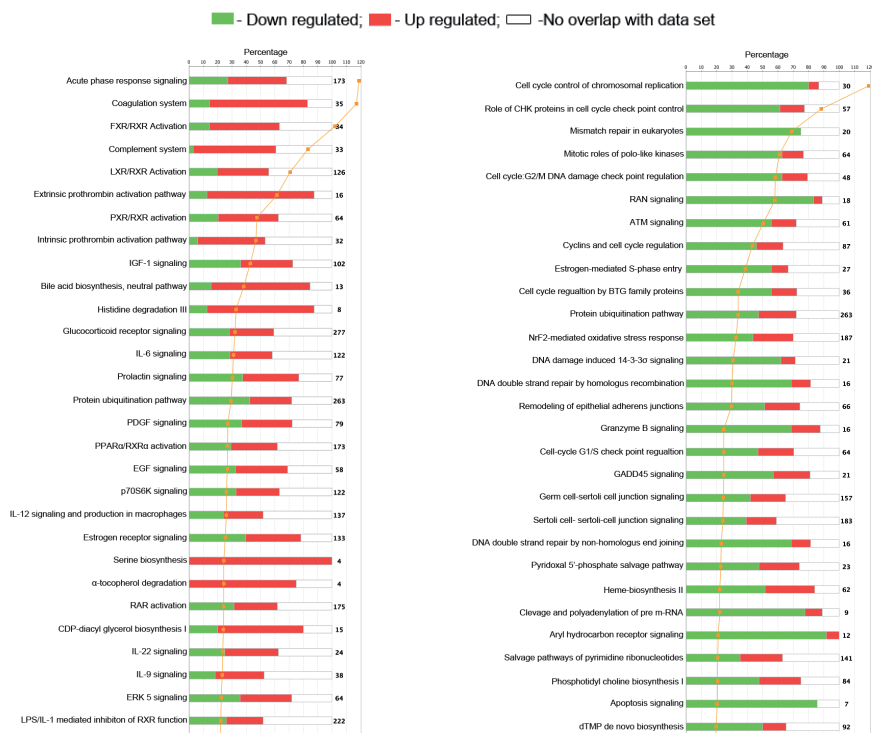 - Down regulated; - Up regulated; -No overlap with data set
Percentage
0 10 20 30 40 50 60 70 80 90 100 110 120
Acute phase response signaling 173
Coagulation system 35
FXR/RXR Activation 34
Complement system 33
LXR/RXR Activation 126
Extrinsic prothrombin activation pathway 16
PXR/RXR activation 64
Intrinsic prothrombin activation pathway 32
IGF-1 signaling 102
Bile acid biosynthesis, neutral pathway 13
Histidine degradation III 8
Glucocorticoid receptor signaling 277
IL-6 signaling 122
Prolactin signaling 77
Protein ubiquitination pathway 263
PDGF signaling 79
PPARα/RXRα activation 173
EGF signaling 58
p70S6K signaling 122
IL-12 signaling and production in macrophages 137
Estrogen receptor signaling 133
Serine biosynthesis 4
α-tocopherol degradation 4
RAR activation 175
CDP-diacyl glycerol biosynthesis I 15
IL-22 signaling 24
IL-9 signaling 38
ERK 5 signaling 64
LPS/IL-1 mediated inhibiton of RXR function 222
Percentage
0 10 20 30 40 50 60 70 80 90 100 110 120
Cell cycle control of chromosomal replication 30
Role of CHK proteins in cell cycle check point control 57
Mismatch repair in eukaryotes 20
Mitotic roles of polo-like kinases 64
Cell cycle:G2/M DNA damage check point regulation 48
RAN signaling 18
ATM signaling 61
Cyclins and cell cycle regulation 87
Estrogen-mediated S-phase entry 27
Cell cycle regualtion by BTG family proteins 36
Protein ubiquitination pathway 263
NrF2-mediated oxidative stress response 187
DNA damage induced 14-3-3σ signaling 21
DNA double strand repair by homologous recombination 16
Remodeling of epithelial adherens junctions 66
Granzyme B signaling 16
Cell-cycle G1/S check point regualtion 64
GADD45 signaling 21
Germ cell-sertoli cell junction signaling 157
Sertoli cell- sertoli-cell junction signaling 183
DNA double strand repair by non-homologous end joining 16
Pyridoxal 5'-phosphate salvage pathway 23
Heme-biosynthesis II 62
Clevage and polyadenylation of pre m-RNA 9
Aryl hydrocarbon receptor signaling 12
Salvage pathways of pyrimidine ribonucleotides 141
Phosphotidyl choline biosynthesis I 84
Apoptosis signaling 7
dTMP de novo biosynthesis 92